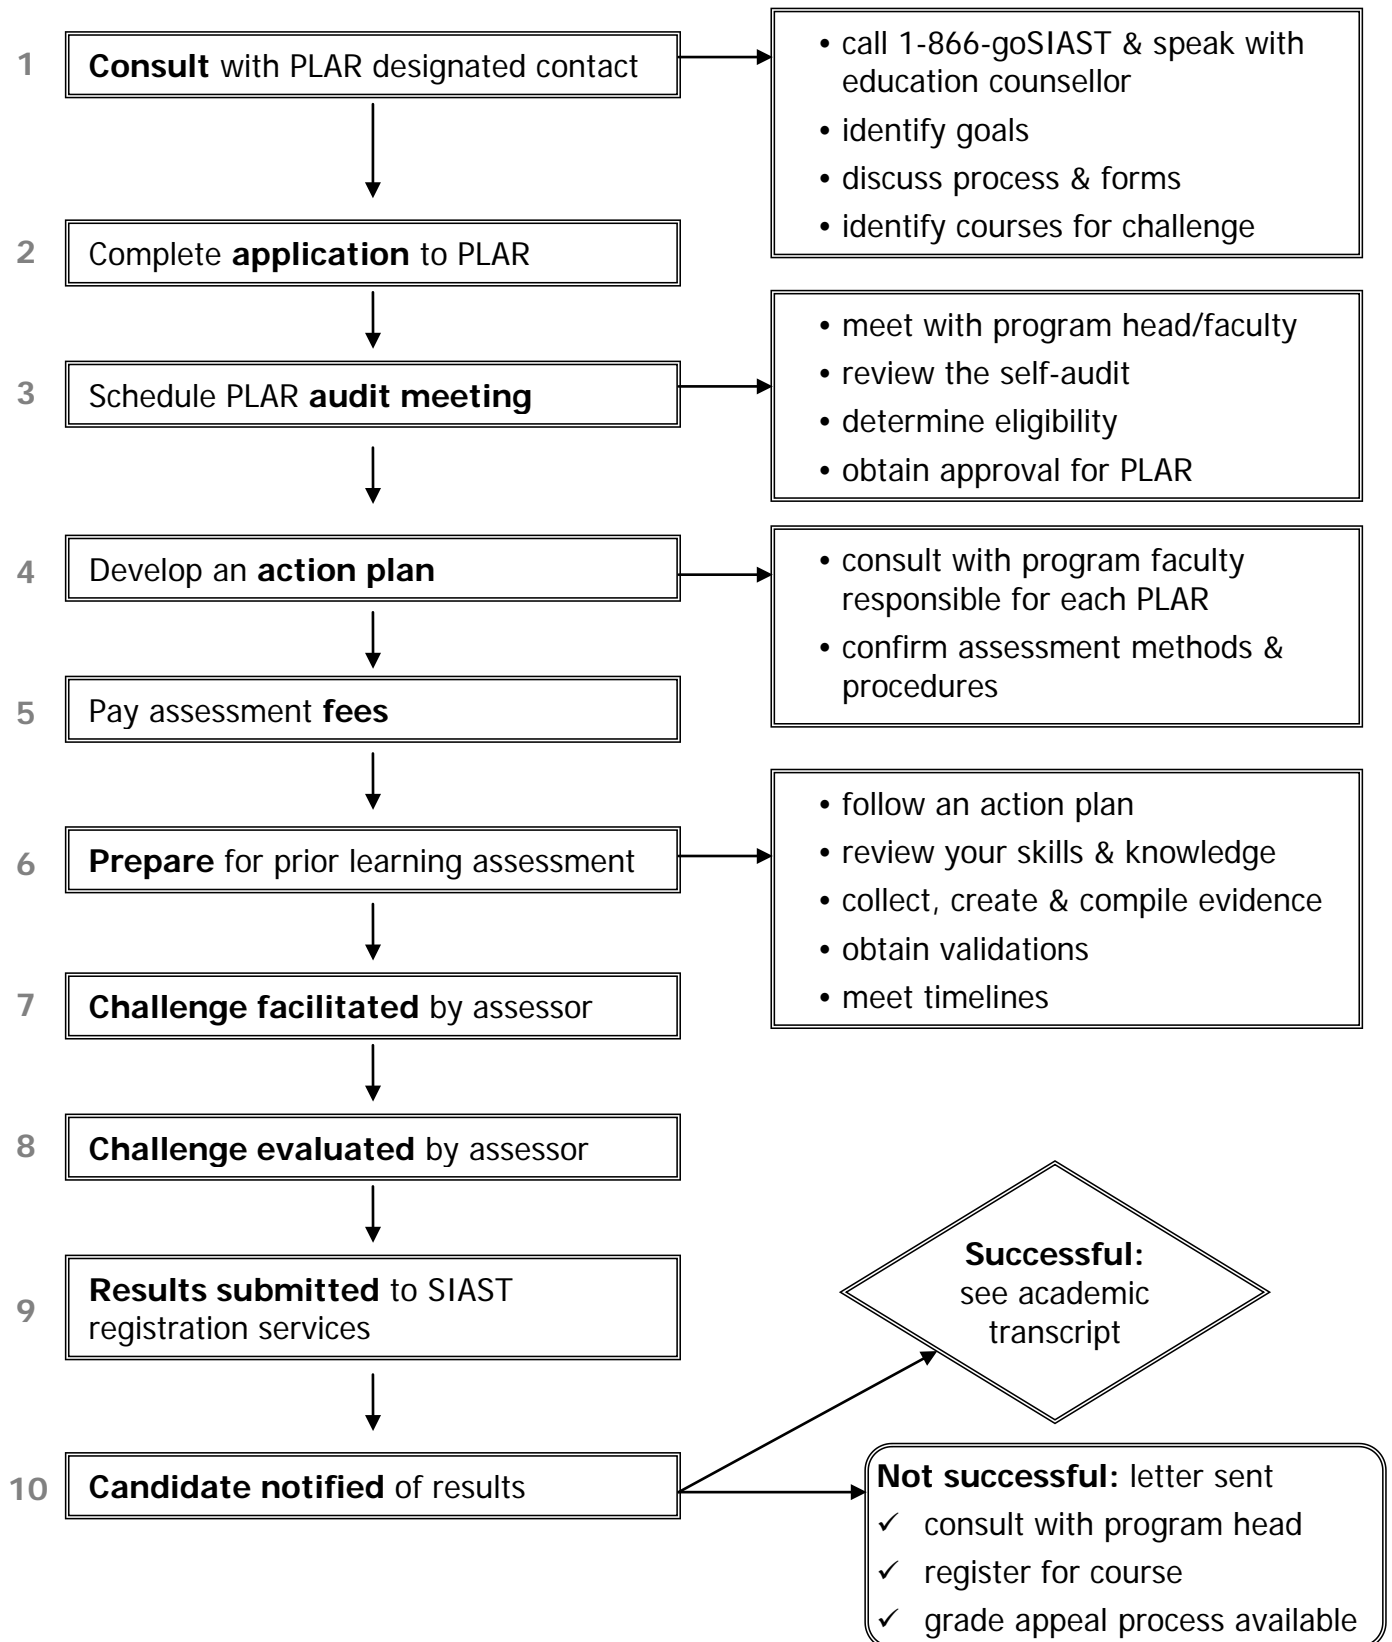 1
Consult with PLAR designated contact
• call 1-866-goSIAST & speak with
education counsellor
• identify goals
• discuss process & forms
• identify courses for challenge
2
Complete application to PLAR
3
Schedule PLAR audit meeting
• meet with program head/faculty
• review the self-audit
• determine eligibility
• obtain approval for PLAR
4
Develop an action plan
• consult with program faculty
responsible for each PLAR
• confirm assessment methods &
procedures
5
Pay assessment fees
6
Prepare for prior learning assessment
• follow an action plan
• review your skills & knowledge
• collect, create & compile evidence
• obtain validations
• meet timelines
7
Challenge facilitated by assessor
8
Challenge evaluated by assessor
9
Results submitted to SIAST
registration services
10
Candidate notified of results
Successful:
see academic
transcript
Not successful: letter sent
✓ consult with program head
✓ register for course
✓ grade appeal process available